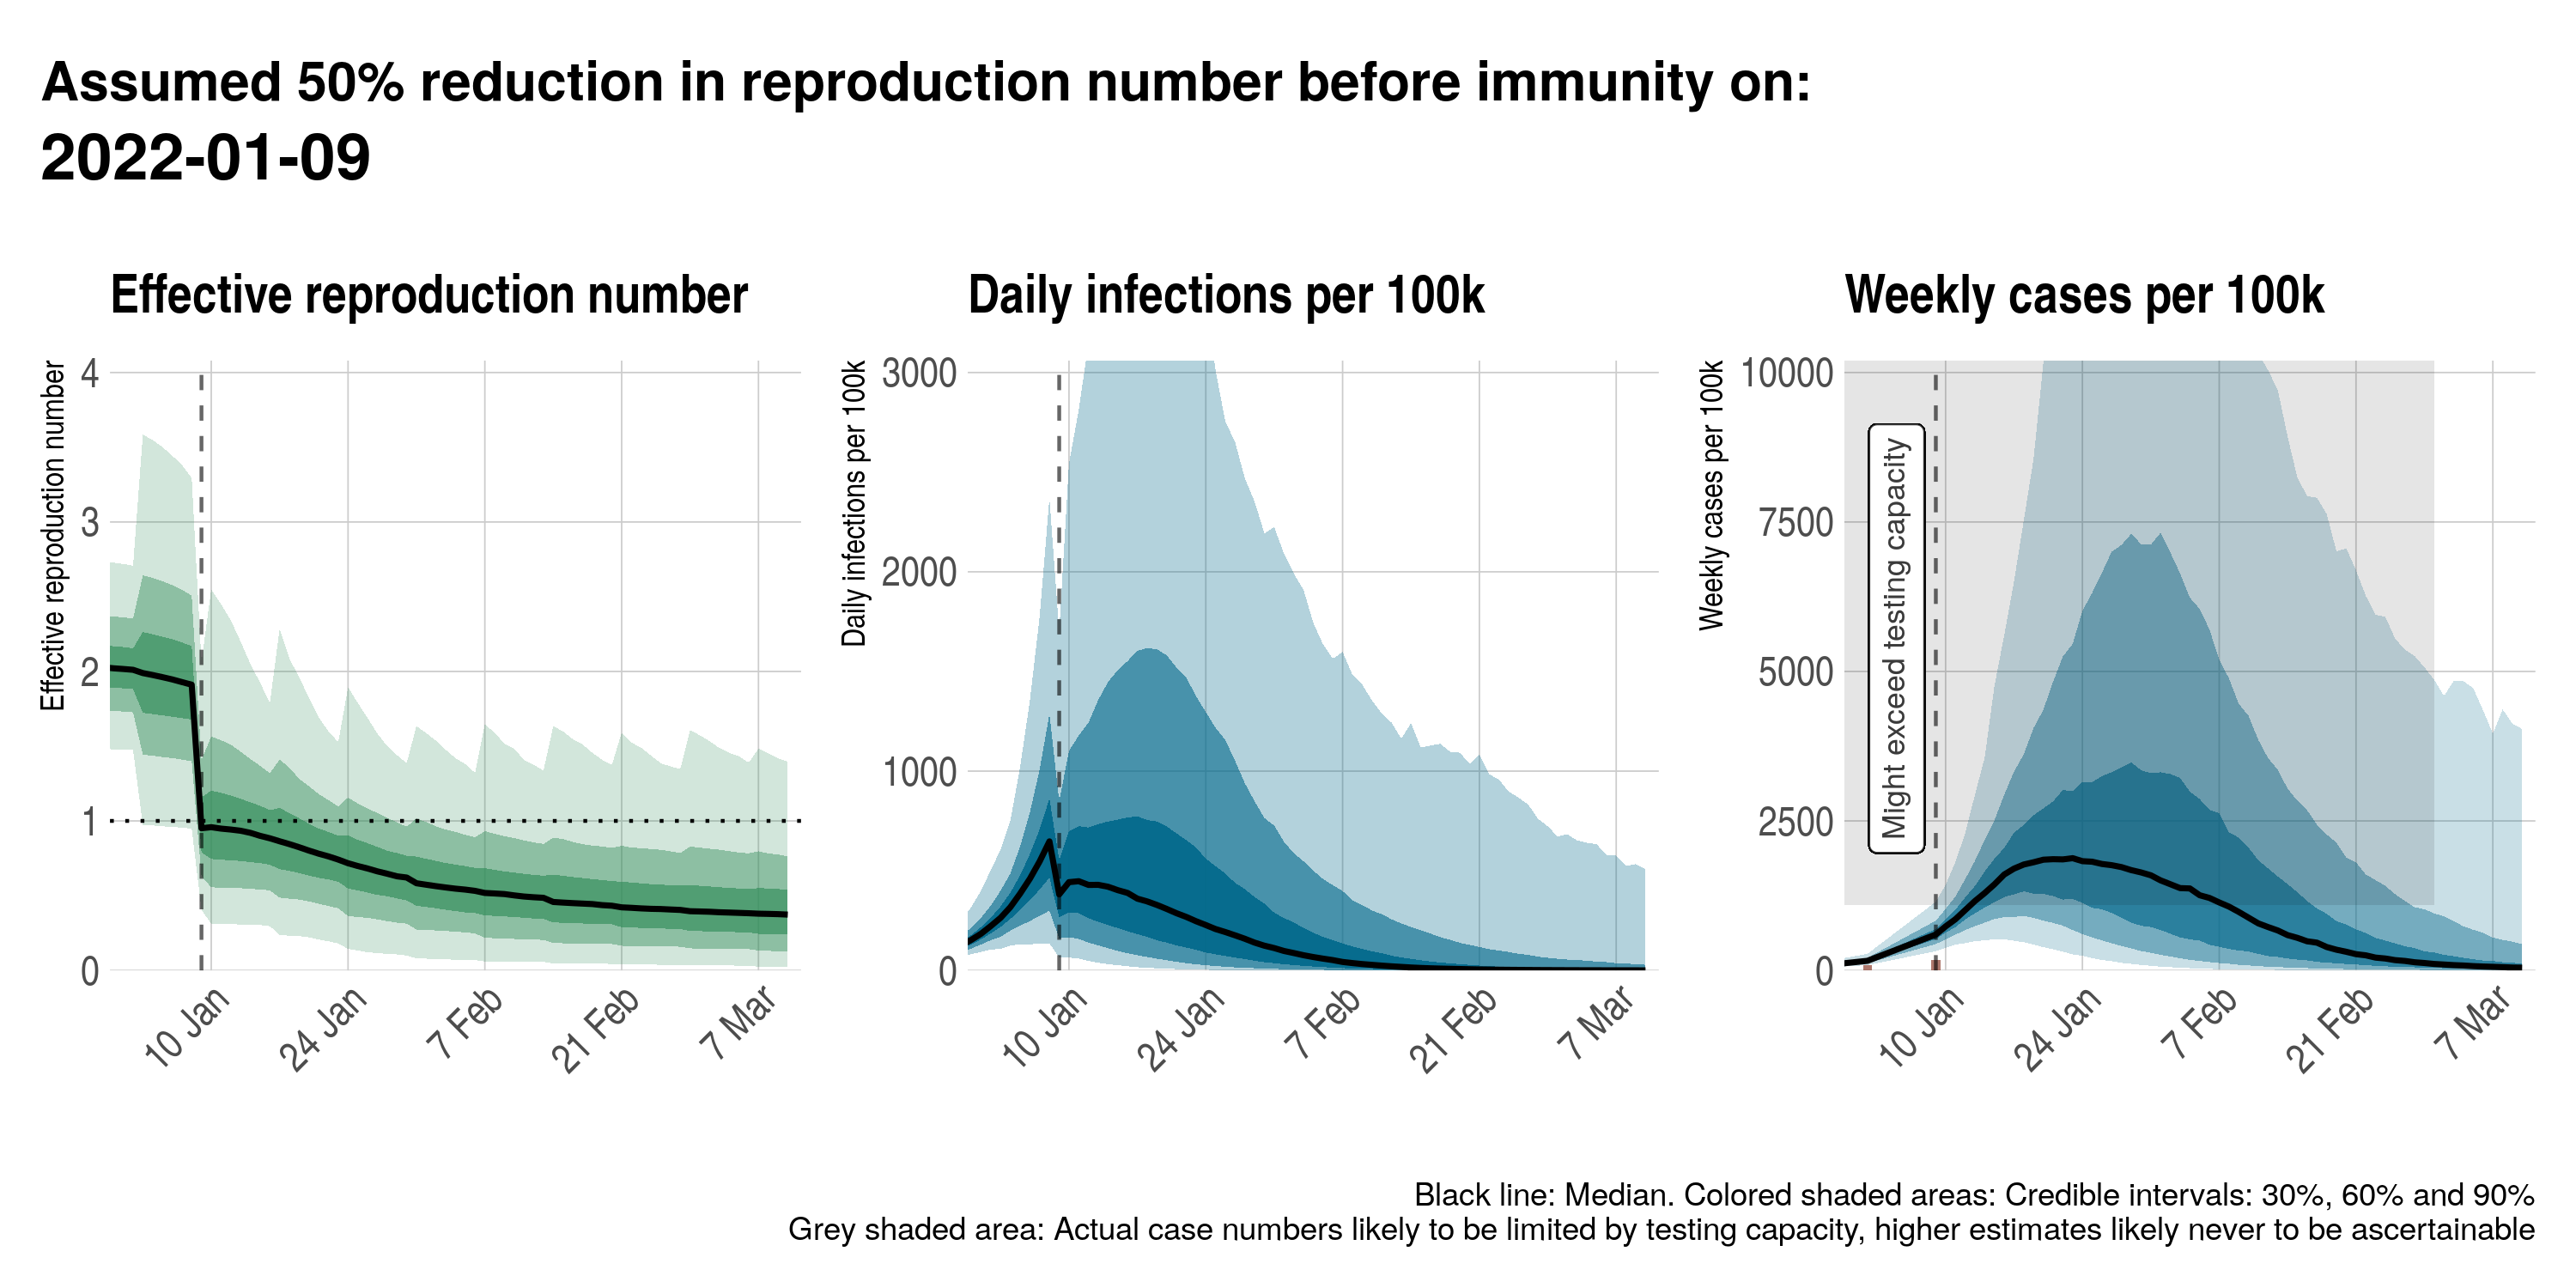 Assumed 50% reduction in reproduction number before immunity on:
2022-01-09
Effective reproduction number
Effective reproduction number
4
3
2
1
0
10 Jan
24 Jan
7 Feb
21 Feb
7 Mar
Daily infections per 100k
Daily infections per 100k
3000
2000
1000
0
10 Jan
24 Jan
7 Feb
21 Feb
7 Mar
Weekly cases per 100k
Weekly cases per 100k
10000
7500
5000
2500
0
Might exceed testing capacity
10 Jan
24 Jan
7 Feb
21 Feb
7 Mar
Black line: Median. Colored shaded areas: Credible intervals: 30%, 60% and 90%
Grey shaded area: Actual case numbers likely to be limited by testing capacity, higher estimates likely never to be ascertainable